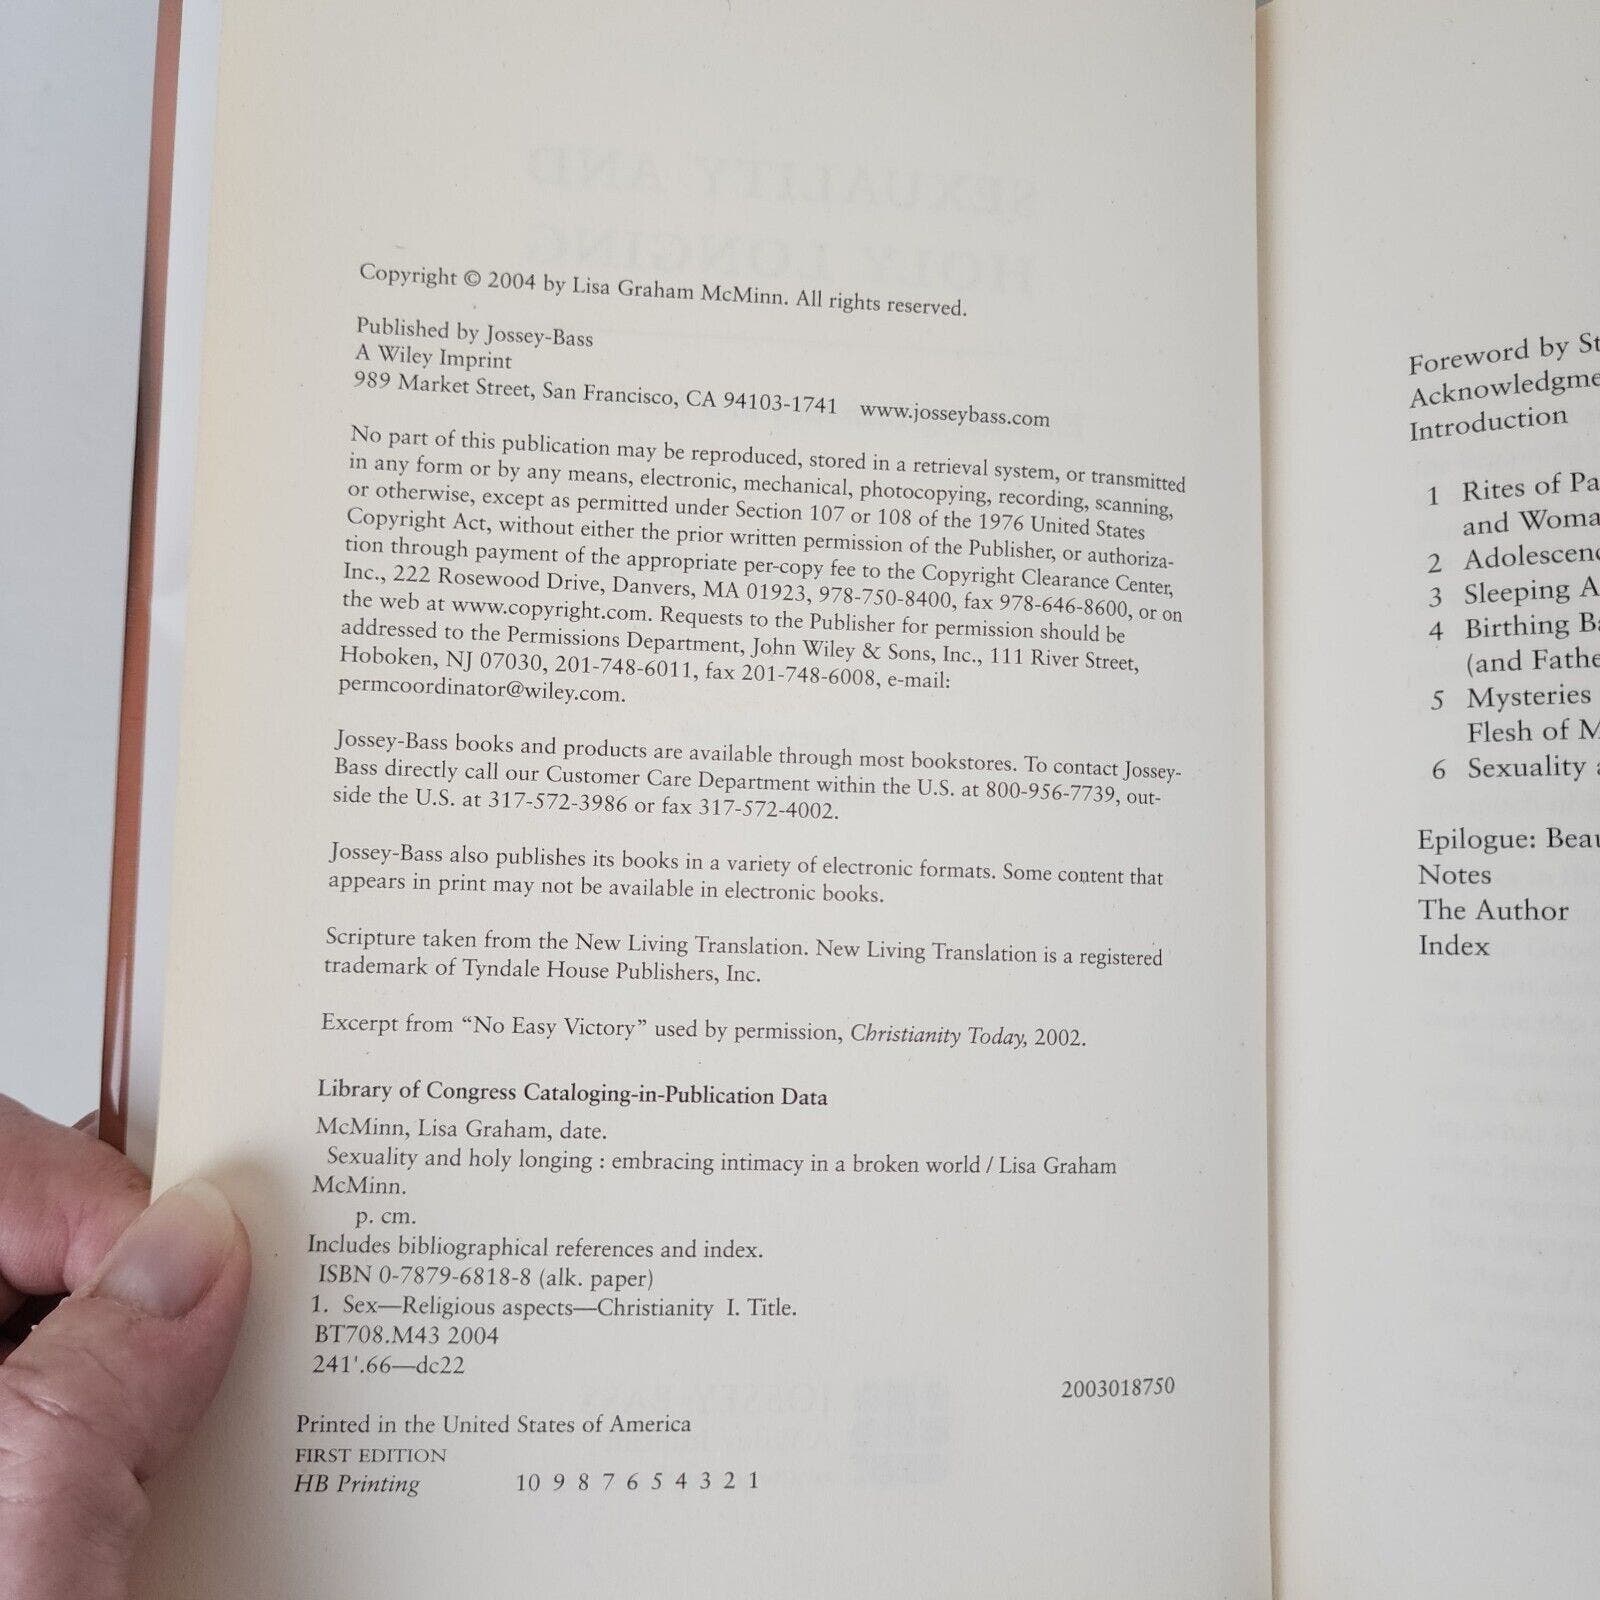 Copyright © 2004 by Lisa Graham McMinn. All rights reserved.
Published by Jossey-Bass
A Wiley Imprint
989 Market Street, San Francisco, CA 94103-1741 www.josseybass.com
No part of this publication may be reproduced, stored in a retrieval system, or transmitted
in any form or by any means, electronic, mechanical, photocopying, recording, scanning,
or otherwise, except as permitted under Section 107 or 108 of the 1976 United States
Copyright Act, without either the prior written permission of the Publisher, or authoriza-
tion through payment of the appropriate per-copy fee to the Copyright Clearance Center,
Inc., 222 Rosewood Drive, Danvers, MA 01923, 978-750-8400, fax 978-646-8600, or on
the web at www.copyright.com. Requests to the Publisher for permission should be
addressed to the Permissions Department, John Wiley & Sons, Inc., 111 River Street,
Hoboken, NJ 07030, 201-748-6011, fax 201-748-6008, e-mail:
permcoordinator@wiley.com.
Jossey-Bass books and products are available through most bookstores. To contact Jossey-
Bass directly call our Customer Care Department within the U.S. at 800-956-7739, out-
side the U.S. at 317-572-3986 or fax 317-572-4002.
Jossey-Bass also publishes its books in a variety of electronic formats. Some content that
appears in print may not be available in electronic books.
Scripture taken from the New Living Translation. New Living Translation is a registered
trademark of Tyndale House Publishers, Inc.
Excerpt from “No Easy Victory” used by permission, Christianity Today, 2002.
Library of Congress Cataloging-in-Publication Data
McMinn, Lisa Graham, date.
Sexuality and holy longing : embracing intimacy in a broken world / Lisa Graham
McMinn.
p. cm.
Includes bibliographical references and index.
ISBN 0-7879-6818-8 (alk. paper)
1. Sex—Religious aspects—Christianity I. Title.
BT708.M43 2004
241'.66—dc22
2003018750
Printed in the United States of America
FIRST EDITION
HB Printing 10 9 8 7 6 5 4 3 2 1
Foreword by St
Acknowledgme
Introduction
1 Rites of Pa
and Woma
2 Adolescenc
3 Sleeping A
4 Birthing Ba
(and Fathe
5 Mysteries
Flesh of M
6 Sexuality a
Epilogue: Beau
Notes
The Author
Index